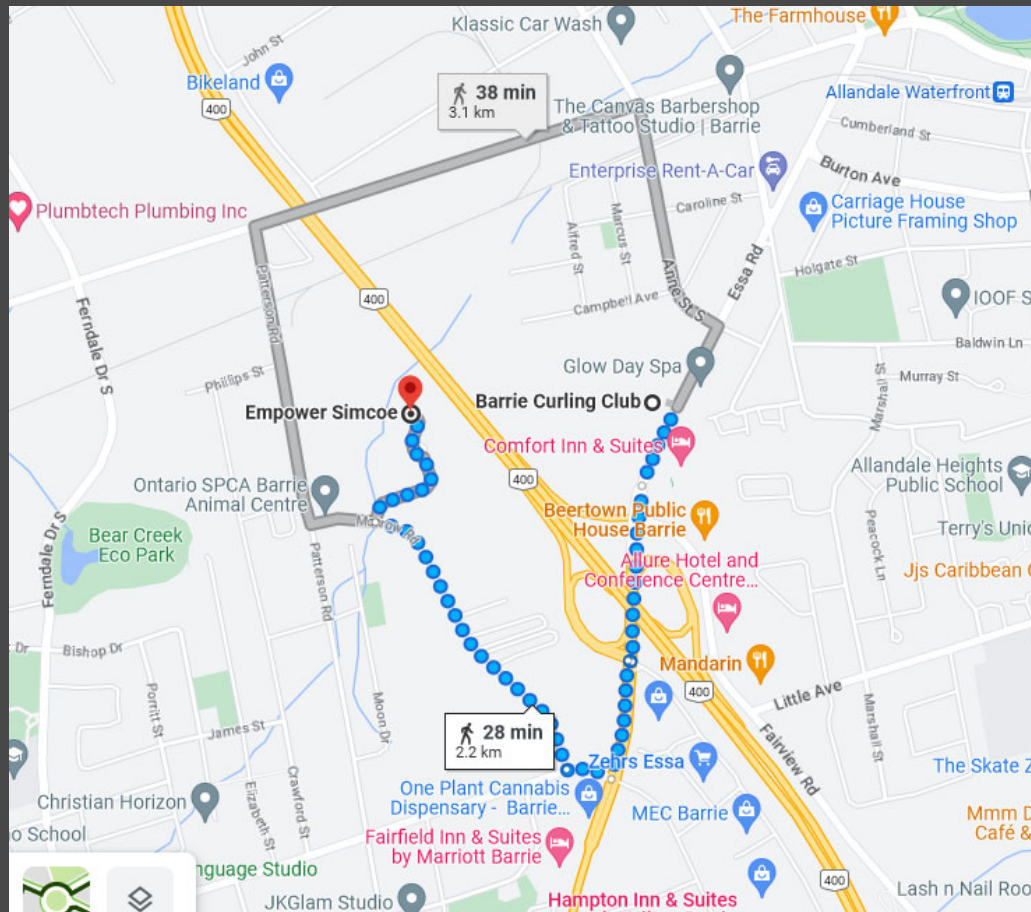 Klassic Car Wash
The Farmhouse
John St
Bikeland
400
38 min
3.1 km
The Canvas Barbershop
& Tattoo Studio | Barrie
Allandale Waterfront
Cumberland St
Burton Ave
Enterprise Rent-A-Car
Plumbtech Plumbing Inc
Caroline St
Carriage House
Picture Framing Shop
Alfred St
Marcus St
Essa Rd
Holgate St
Patterson Rd
400
Anne St S
Campbell Ave
IOOF S
Ferndale Dr S
Baldwin Ln
Glow Day Spa
Phillips St
Murray St
Marshall St
Empower Simcoe
Barrie Curling Club
Comfort Inn & Suites
400
Ontario SPCA Barrie
Animal Centre
Allandale Heights
Public School
Beertown Public
House Barrie
Bear Creek
Eco Park
Morrow Rd
Terry's Unic
Ferndale Dr S
Patterson Rd
Peacock Ln
Allure Hotel and
Conference Centre...
Jjs Caribbean C
Dr
Bishop Dr
Mandarin
400
Little Ave
Porritt St
Moon Dr
Marshall St
James St
28 min
2.2 km
Fairview Rd
Zehrs Essa
The Skate Z
One Plant Cannabis
Dispensary - Barrie...
Christian Horizon
Elizabeth St
Crawford St
MEC Barrie
Mmm D
Café &
o School
Fairfield Inn & Suites
by Marriott Barrie
nguage Studio
400
Lash n Nail Roo
JKGlam Studio
Hampton Inn & Suites